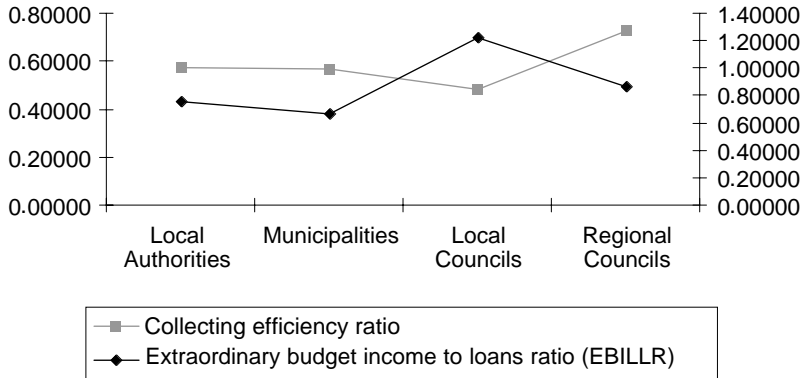 0.80000
0.60000
0.40000
0.20000
0.00000
1.40000
1.20000
1.00000
0.80000
0.60000
0.40000
0.20000
0.00000
Local
Authorities
Municipalities
Local
Councils
Regional
Councils
Collecting efficiency ratio
Extraordinary budget income to loans ratio (EBILLR)